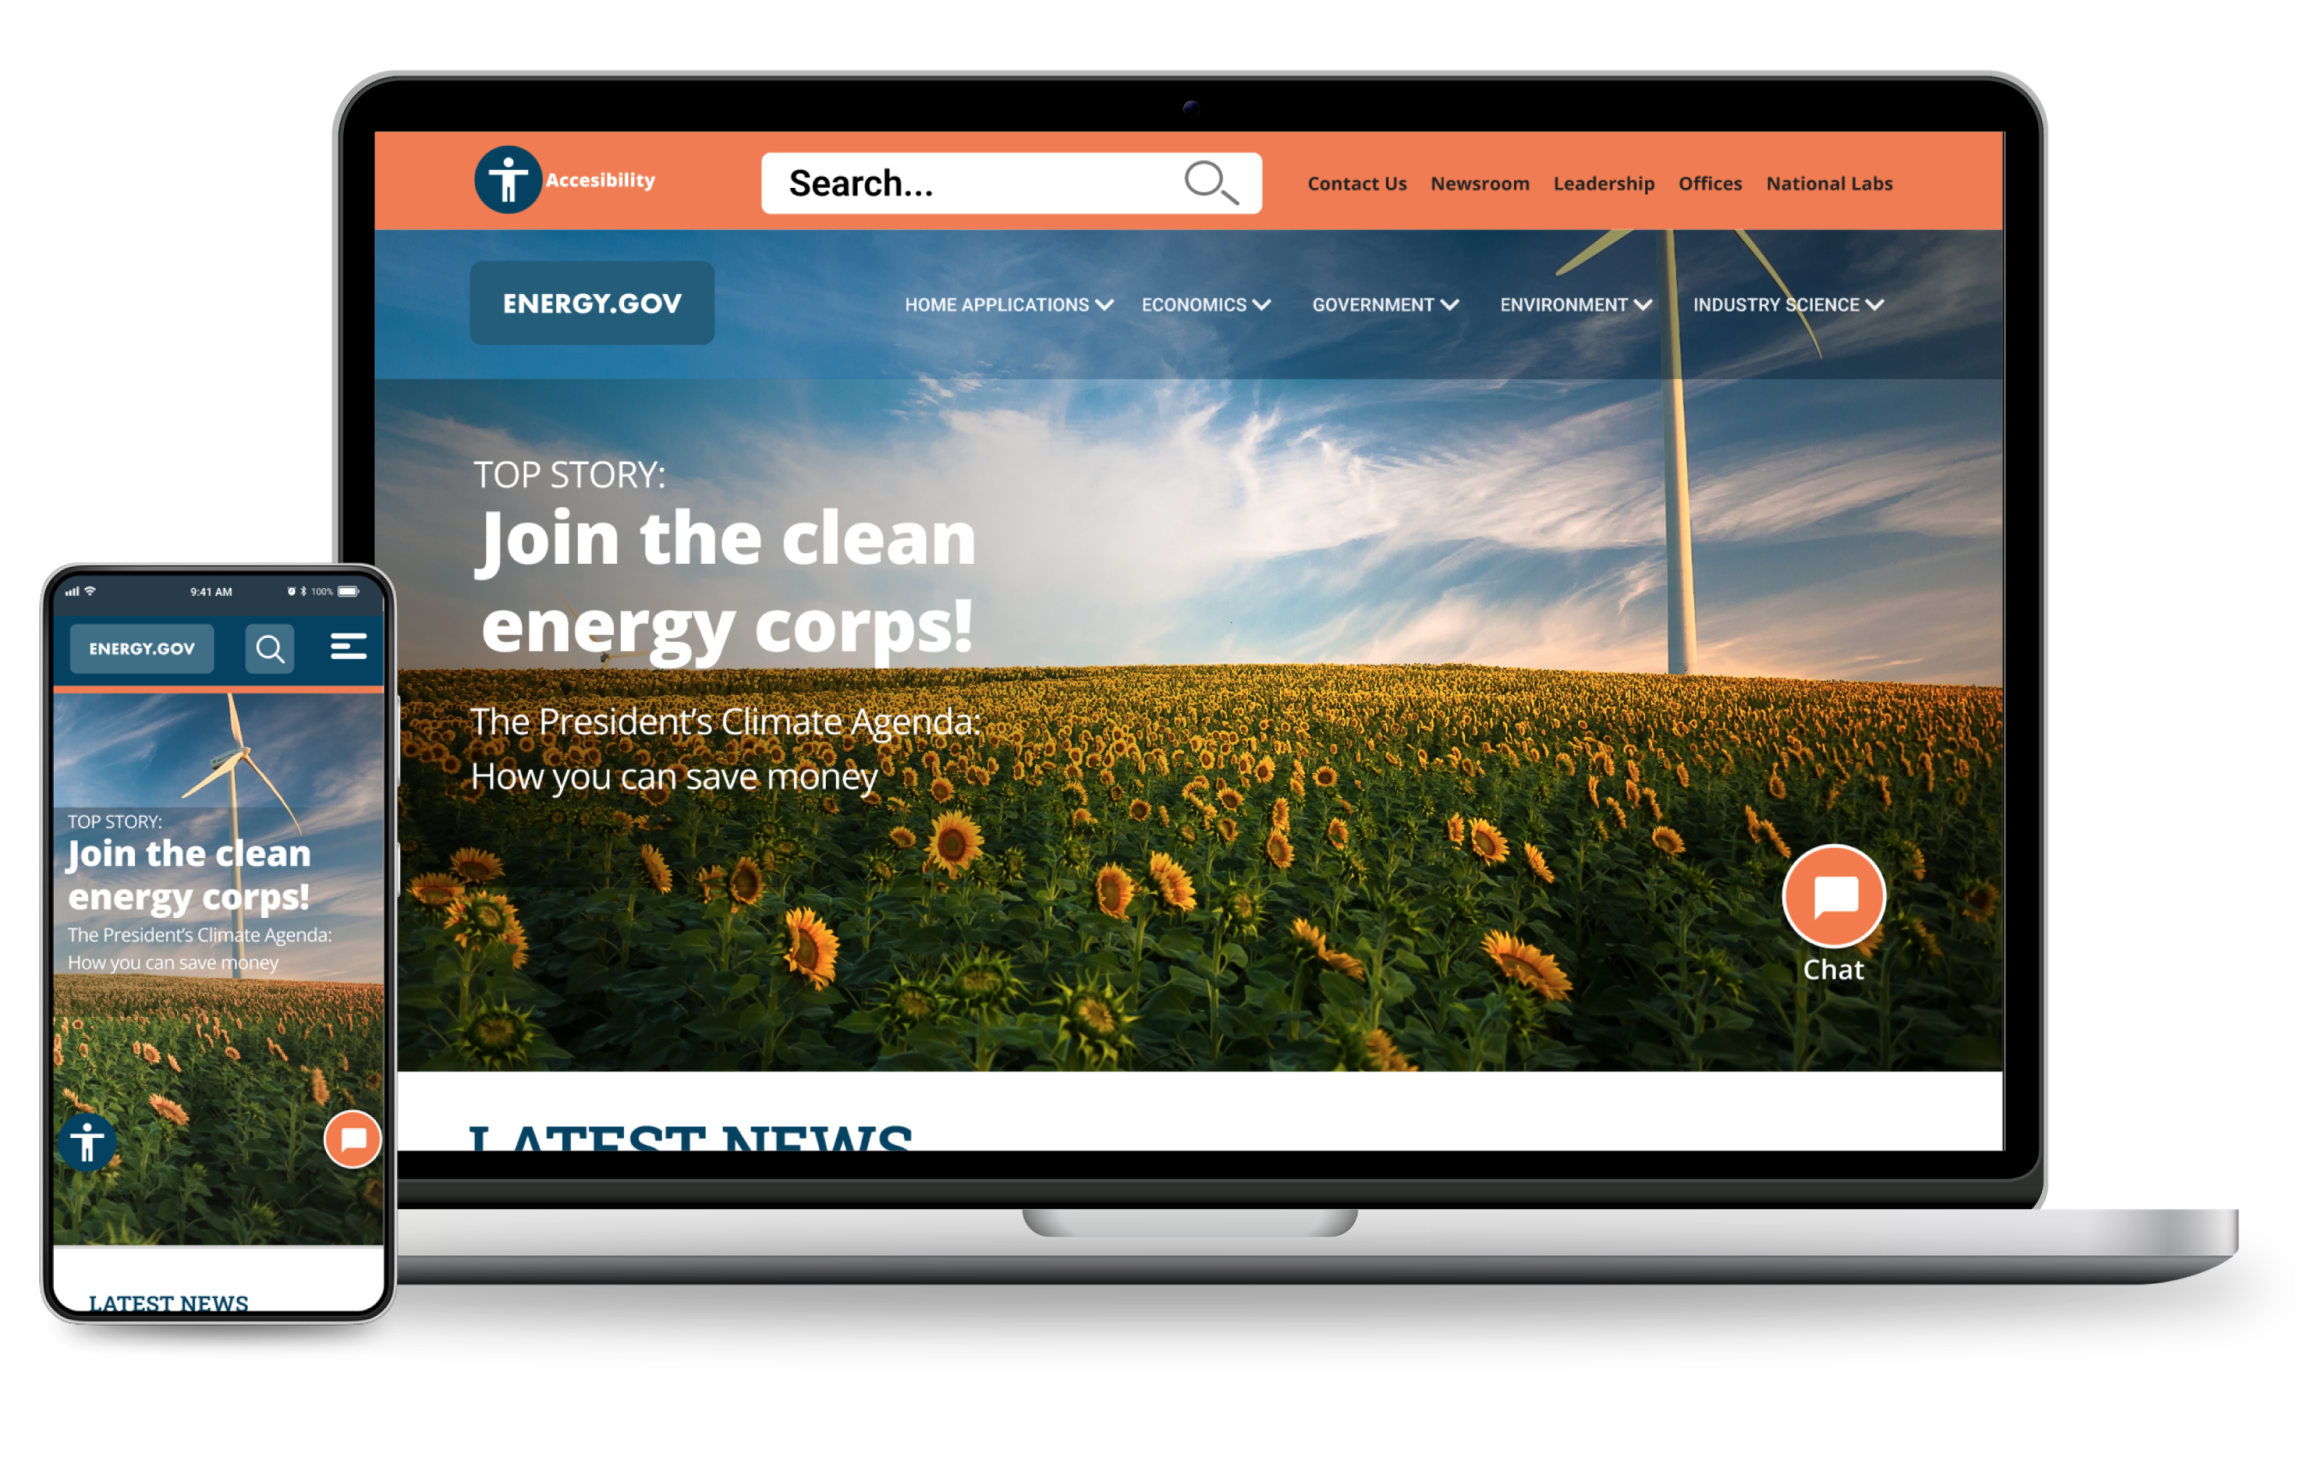 Accesibility
Search...
Contact Us Newsroom Leadership Offices National Labs
ENERGY.GOV
HOME APPLICATIONS ECONOMICS GOVERNMENT ENVIRONMENT INDUSTRY SCIENCE
TOP STORY:
Join the clean
energy corps!
The President's Climate Agenda:
How you can save money
Chat
LATEST NEWS
9:41 AM 100%
ENERGY.GOV
TOP STORY:
Join the clean
energy corps!
The President's Climate Agenda:
How you can save money
LATEST NEWS